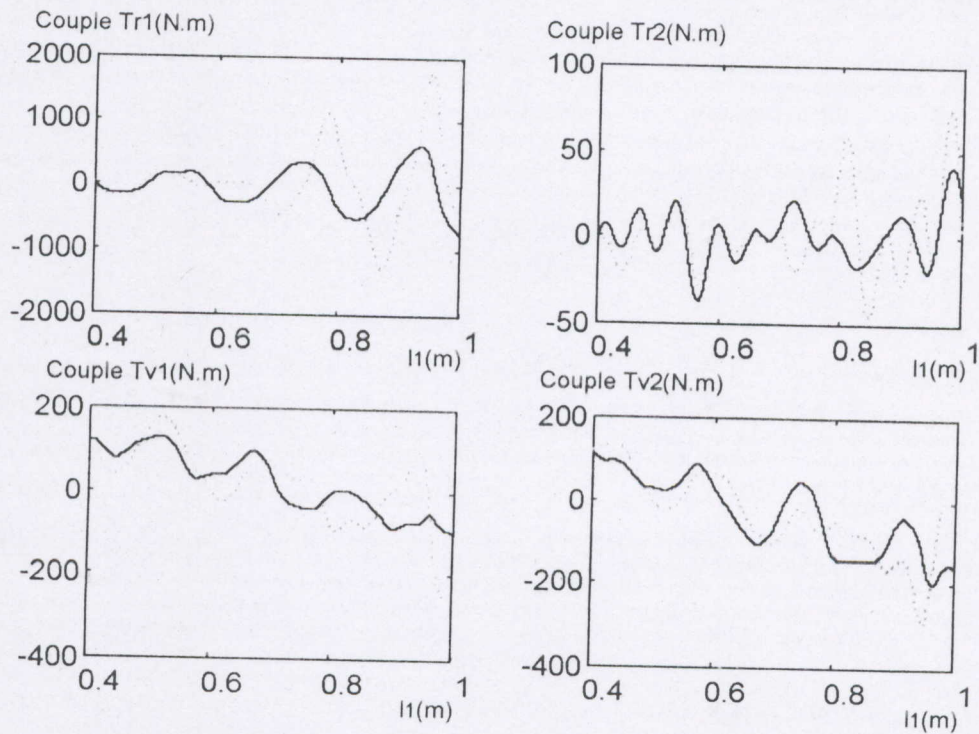 Couple Tr1(N.m)
2000
1000
0
-1000
-2000
0.4 0.6 0.8 1
l1(m)
Couple Tr2(N.m)
100
50
0
-50
0.4 0.6 0.8 1
l1(m)
Couple Tv1(N.m)
200
0
-200
-400
0.4 0.6 0.8 1
l1(m)
Couple Tv2(N.m)
200
0
-200
-400
0.4 0.6 0.8 1
l1(m)